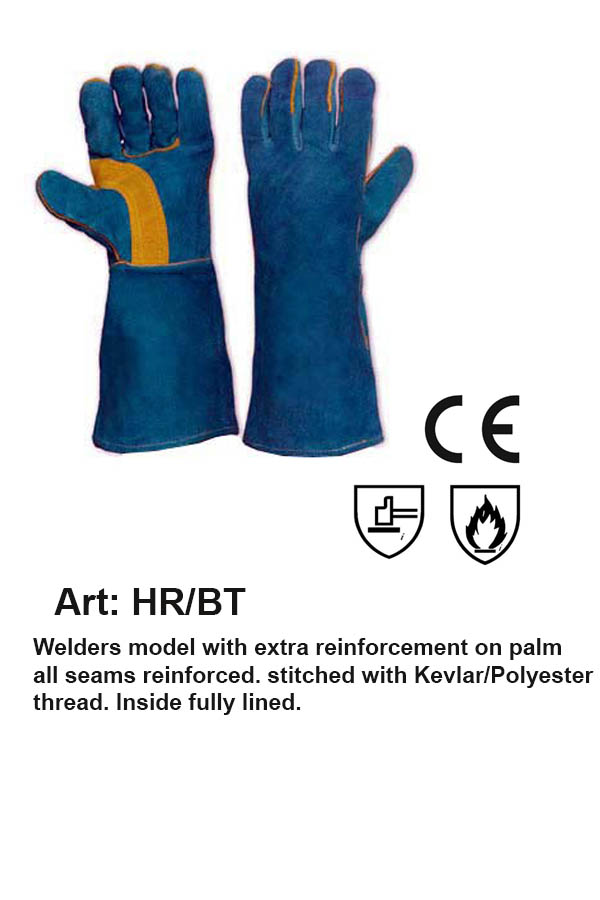 CE
i
i
Art: HR/BT
Welders model with extra reinforcement on palm
all seams reinforced. stitched with Kevlar/Polyester
thread. Inside fully lined.